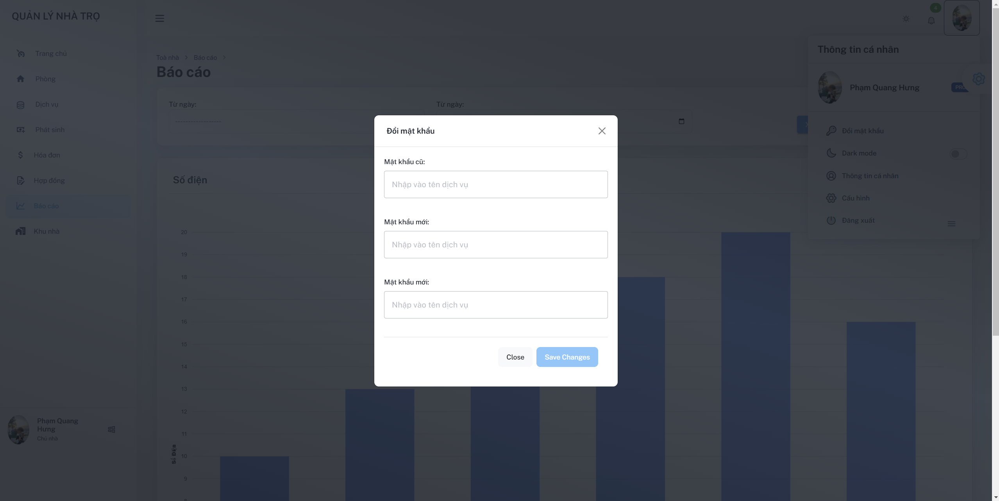 QUẢN LÝ NHÀ TRỌ
4
Trang chủ
Phòng
Dịch vụ
Phát sinh
Hóa đơn
Hợp đồng
Báo cáo
Khu nhà
Phạm Quang
Hưng
Chủ nhà
Toà nhà
Báo cáo
Báo cáo
Từ ngày:
-----------------
Từ ngày:
Số điện
20
19
18
17
16
15
14
13
12
11
10
9
8
Số Điện
Thông tin cá nhân
Phạm Quang Hưng
Đổi mật khẩu
Dark mode
Thông tin cá nhân
Cấu hình
Đăng xuất
Đổi mật khẩu
Mật khẩu cũ:
Nhập vào tên dịch vụ
Mật khẩu mới:
Nhập vào tên dịch vụ
Mật khẩu mới:
Nhập vào tên dịch vụ
Close
Save Changes